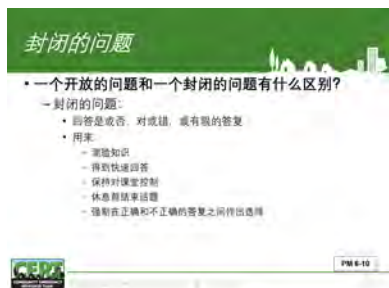 封闭的问题
• 一个开放的问题和一个封闭的问题有什么区别?
– 封闭的问题:
• 回答是或否, 对或错, 或有限的答复
• 用来:
– 测验知识
– 得到快速回答
– 保持对课堂控制
– 休息前结束话题
– 强制在正确和不正确的答复之间作出选择
PM 6-10
CERT
COMMUNITY EMERGENCY
RESPONSE TEAM